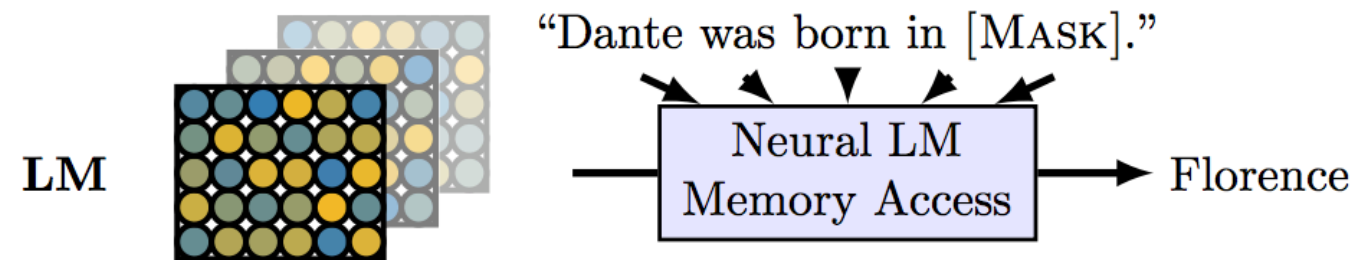 “Dante was born in [MASK].”
Neural LM
LM
Memory Access
Florence